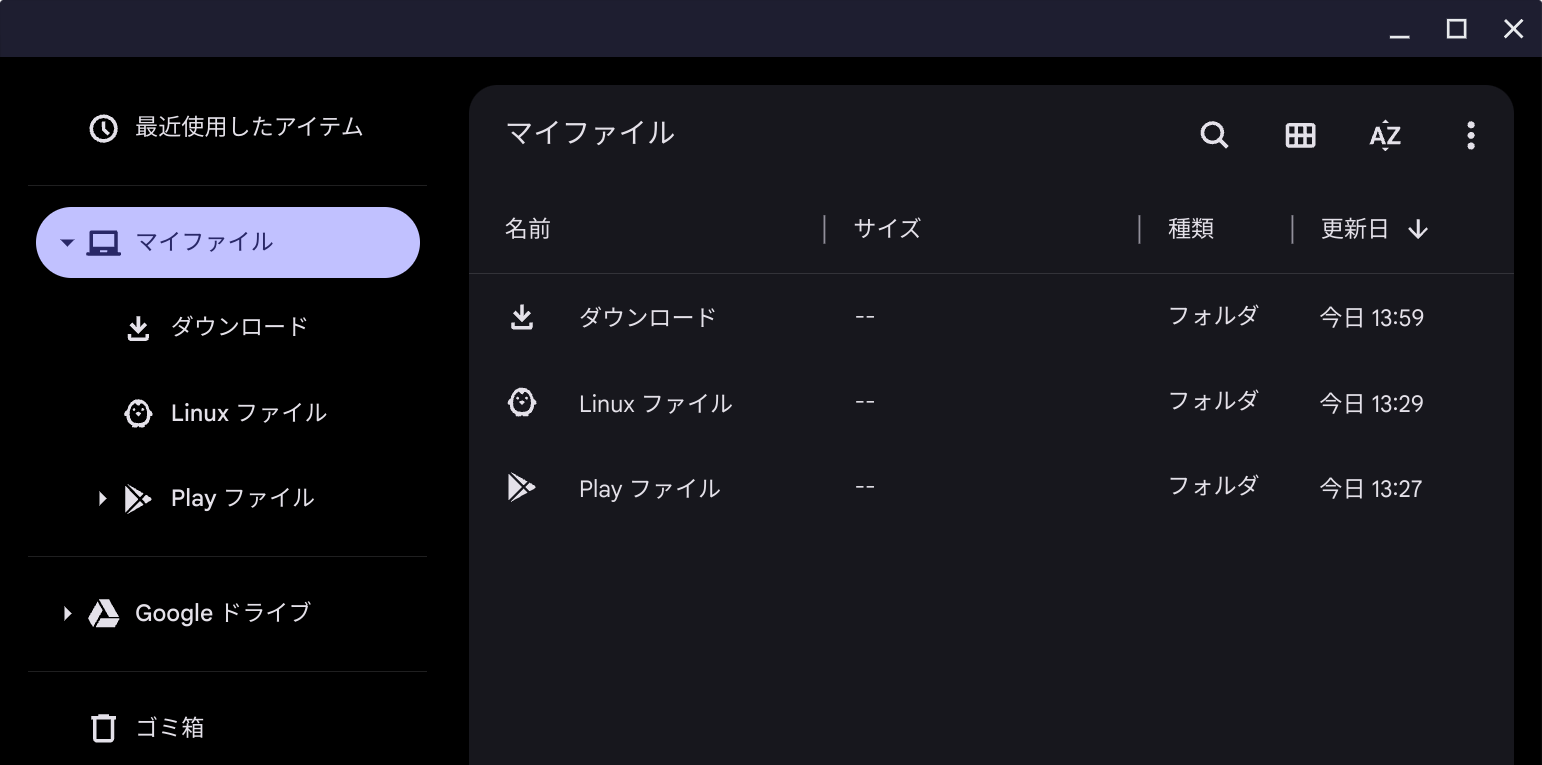 最近使用したアイテム
マイファイル
ダウンロード
Linux ファイル
Play ファイル
Google ドライブ
ゴミ箱
マイファイル
AZ
名前 サイズ 種類 更新日
ダウンロード -- フォルダ 今日 13:59
Linux ファイル -- フォルダ 今日 13:29
Play ファイル -- フォルダ 今日 13:27